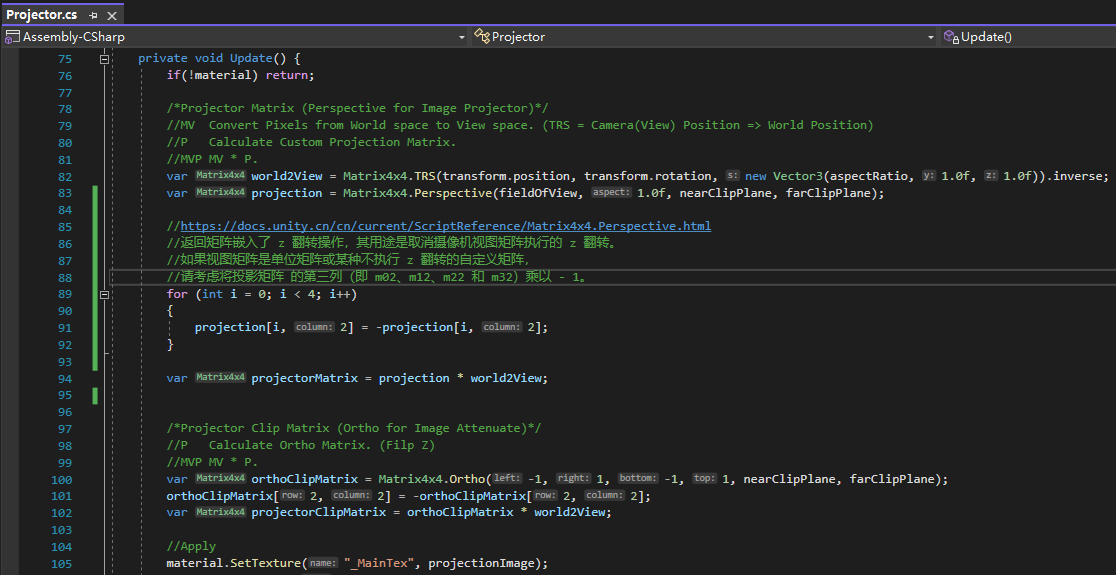 Projector.cs
Assembly-CSharp Projector Update()
75 private void Update() {
76 if(!material) return;
77
78 /*Projector Matrix (Perspective for Image Projector)*/
79 //MV Convert Pixels from World space to View space. (TRS = Camera(View) Position => World Position)
80 //P Calculate Custom Projection Matrix.
81 //MVP MV * P.
82 var Matrix4x4 world2View = Matrix4x4.TRS(transform.position, transform.rotation, s: new Vector3(aspectRatio, y: 1.0f, z: 1.0f)).inverse;
83 var Matrix4x4 projection = Matrix4x4.Perspective(fieldOfView, aspect: 1.0f, nearClipPlane, farClipPlane);
84
85 //https://docs.unity.cn/cn/current/ScriptReference/Matrix4x4.Perspective.html
86 //返回矩阵嵌入了 z 翻转操作，其用途是取消摄像机视图矩阵执行的 z 翻转。
87 //如果视图矩阵是单位矩阵或某种不执行 z 翻转的自定义矩阵，
88 //请考虑将投影矩阵 的第三列（即 m02、m12、m22 和 m32）乘以 - 1。
89 for (int i = 0; i < 4; i++)
90 {
91 projection[i, column: 2] = -projection[i, column: 2];
92 }
93
94 var Matrix4x4 projectorMatrix = projection * world2View;
95
96
97 /*Projector Clip Matrix (Ortho for Image Attenuate)*/
98 //P Calculate Ortho Matrix. (Filp Z)
99 //MVP MV * P.
100 var Matrix4x4 orthoClipMatrix = Matrix4x4.Ortho(left: -1, right: 1, bottom: -1, top: 1, nearClipPlane, farClipPlane);
101 orthoClipMatrix[row: 2, column: 2] = -orthoClipMatrix[row: 2, column: 2];
102 var Matrix4x4 projectorClipMatrix = orthoClipMatrix * world2View;
103
104 //Apply
105 material.SetTexture(name: "_MainTex", projectionImage);